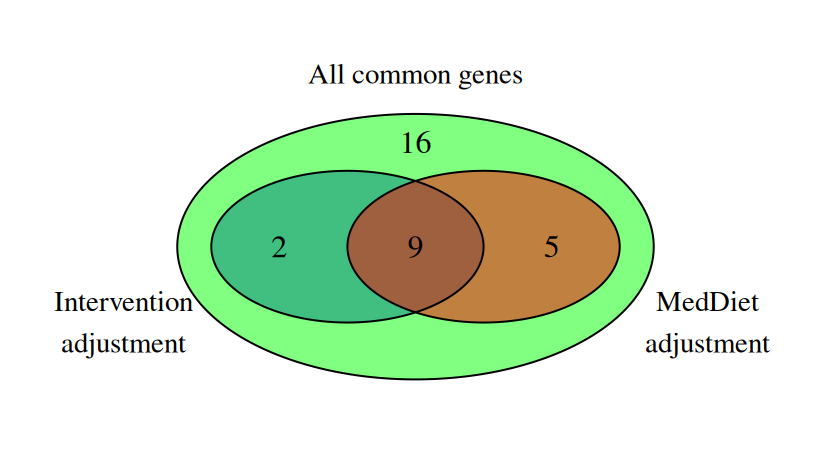 All common genes
16
2
9
5
Intervention
adjustment
MedDiet
adjustment